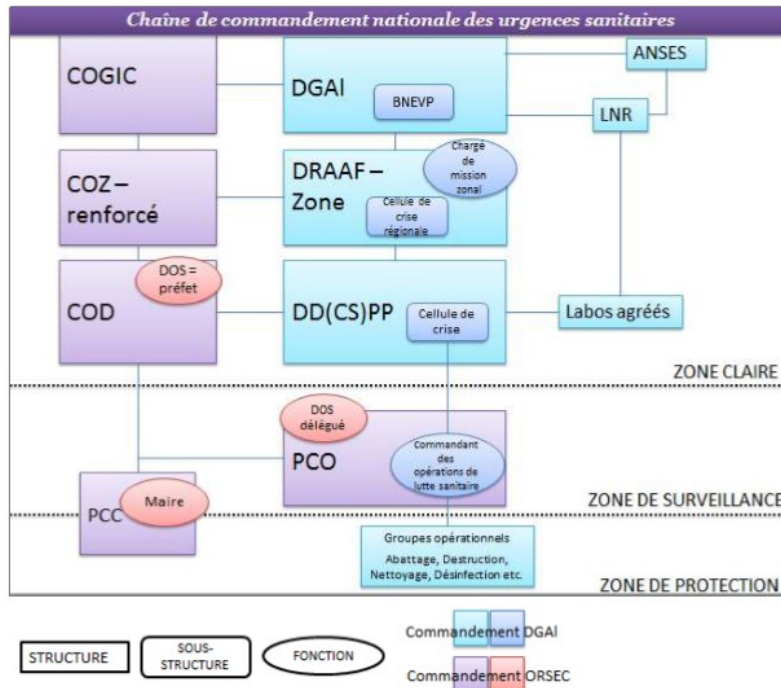 Chaîne de commandement nationale des urgences sanitaires
COGIC
DGAl
BNEVP
ANSES
LNR
COZ –
renforcé
DRAAF –
Zone
Chargé
de
mission
zonal
Cellule de
crise
régionale
DOS =
préfet
COD
DD(CS)PP
Cellule de
crise
Labos agréés
ZONE CLAIRE
DOS
délégué
PCO
Commandant
des
opérations de
lutte sanitaire
Maire
PCC
ZONE DE SURVEILLANCE
Groupes opérationnels
Abattage, Destruction,
Nettoyage, Désinfection etc.
ZONE DE PROTECTION
STRUCTURE
SOUS-
STRUCTURE
FONCTION
Commandement DGAl
Commandement ORSEC